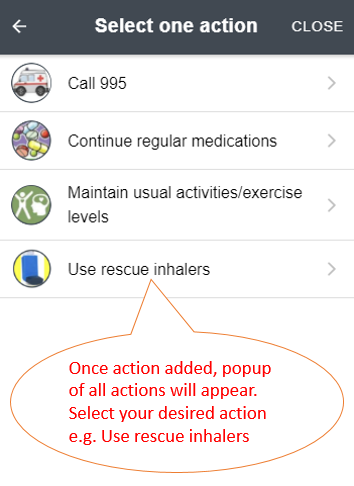 Select one action
CLOSE
Call 995
Continue regular medications
Maintain usual activities/exercise
levels
Use rescue inhalers
Once action added, popup
of all actions will appear.
Select your desired action
e.g. Use rescue inhalers